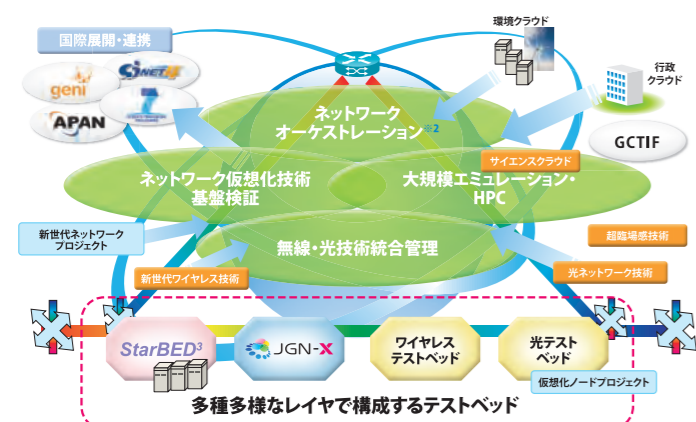 国際展開・連携
geni
SINET
APAN
7
環境クラウド
行政
クラウド
GCTIF
ネットワーク
オーケストレーション※2
サイエンスクラウド
ネットワーク仮想化技術
基盤検証
大規模エミュレーション・
HPC
新世代ネットワーク
プロジェクト
無線・光技術統合管理
超臨場感技術
新世代ワイヤレス技術
光ネットワーク技術
StarBED³
JGN-X
ワイヤレス
テストベッド
光テスト
ベッド
仮想化ノードプロジェクト
多種多様なレイヤで構成するテストベッド